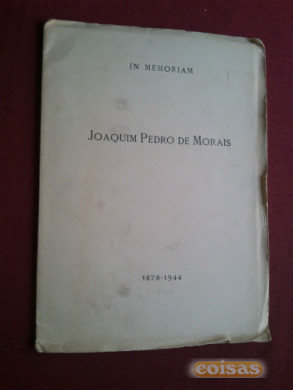 IN MEMORIAM
JOAQUIM PEDRO DE MORAIS
1878-1944
coisas